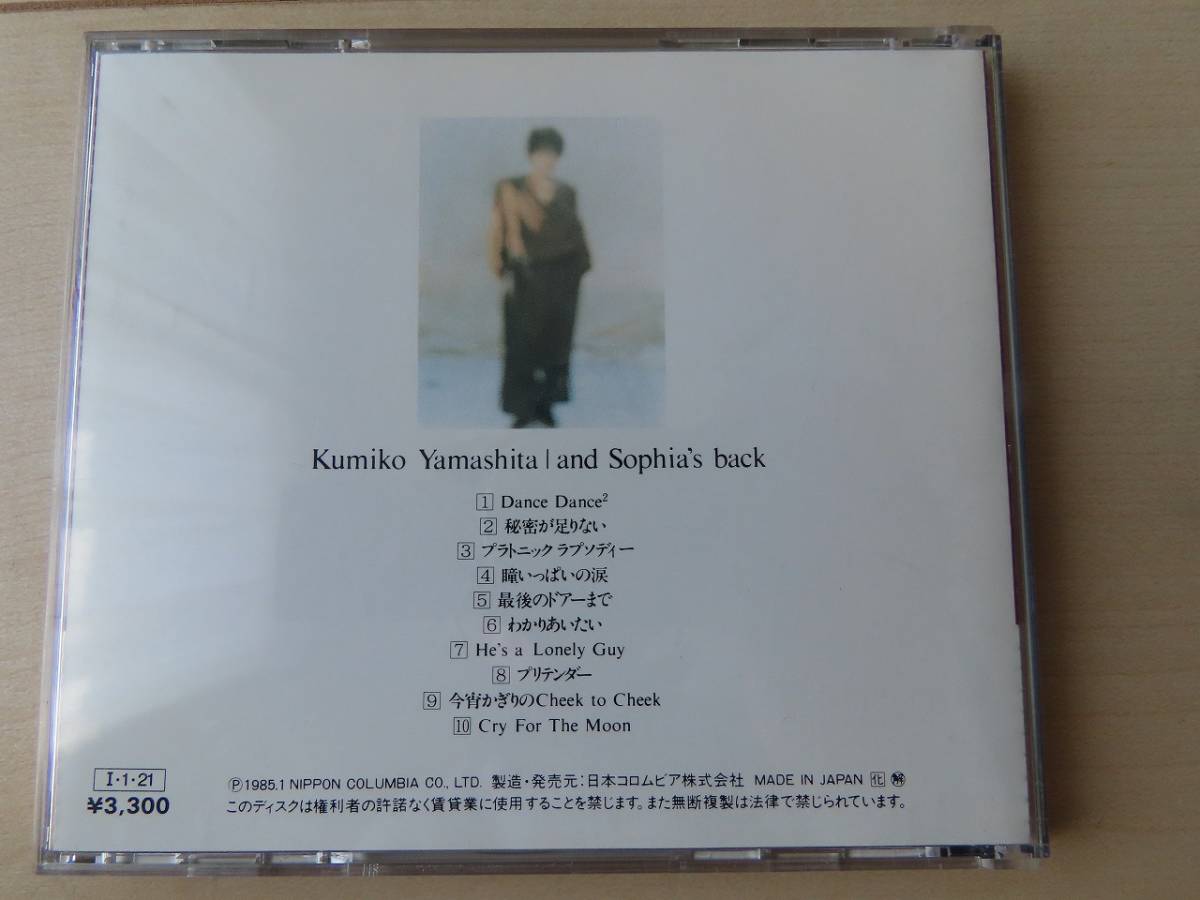 Kumiko Yamashita | and Sophia's back
1 Dance Dance²
2 秘密が足りない
3 プラトニック ラプソディー
4 瞳いっぱいの涙
5 最後のドアーまで
6 わかりあいたい
7 He's a Lonely Guy
8 プリテンダー
9 今宵かぎりのCheek to Cheek
10 Cry For The Moon
I・1・21
¥3,300
Ⓟ1985.1 NIPPON COLUMBIA CO., LTD. 製造・発売元:日本コロムビア株式会社 MADE IN JAPAN 化 解
このディスクは権利者の許諾なく賃貸業に使用することを禁じます。また無断複製は法律で禁じられています。